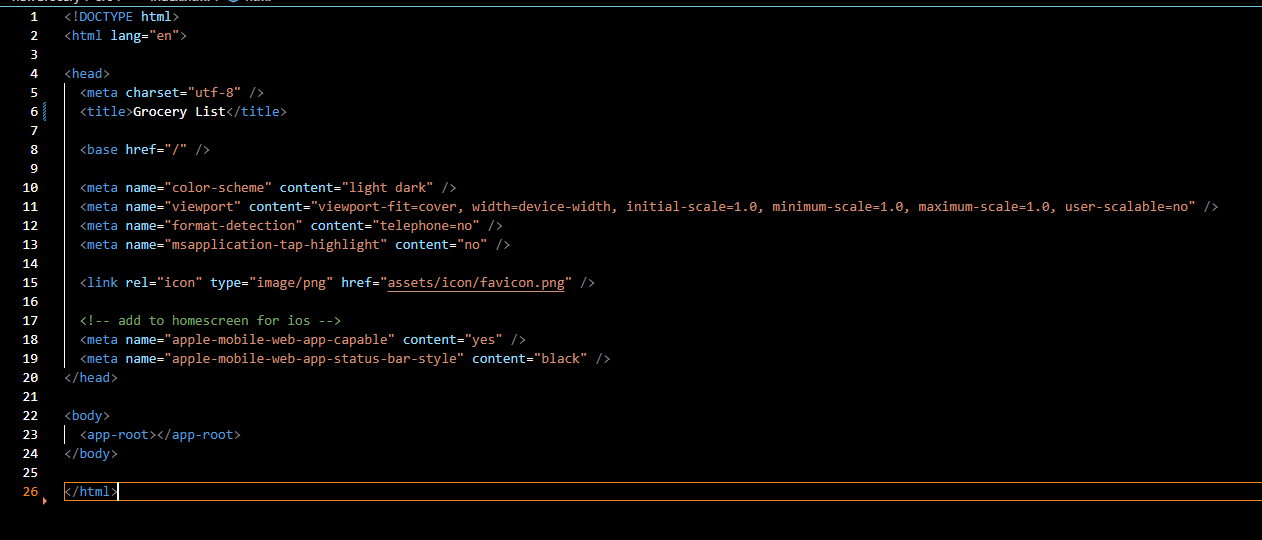 1 <!DOCTYPE html>
2 <html lang="en">
3
4 <head>
5 <meta charset="utf-8" />
6 <title>Grocery List</title>
7
8 <base href="/" />
9
10 <meta name="color-scheme" content="light dark" />
11 <meta name="viewport" content="viewport-fit=cover, width=device-width, initial-scale=1.0, minimum-scale=1.0, maximum-scale=1.0, user-scalable=no" />
12 <meta name="format-detection" content="telephone=no" />
13 <meta name="msapplication-tap-highlight" content="no" />
14
15 <link rel="icon" type="image/png" href="assets/icon/favicon.png" />
16
17 <!-- add to homescreen for ios -->
18 <meta name="apple-mobile-web-app-capable" content="yes" />
19 <meta name="apple-mobile-web-app-status-bar-style" content="black" />
20 </head>
21
22 <body>
23 <app-root></app-root>
24 </body>
25
26 </html>